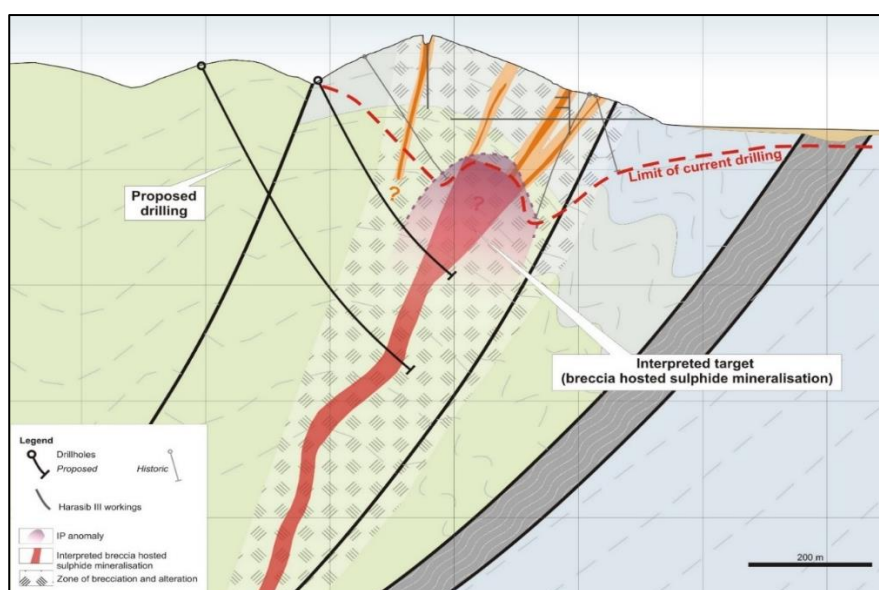 Limit of current drilling
Proposed
drilling
?
?
Interpreted target
(breccia hosted sulphide mineralisation)
Legend
Drillholes
Proposed
Historic
Harasib III workings
IP anomaly
Interpreted breccia hosted
sulphide mineralisation
Zone of brecciation and alteration
200 m